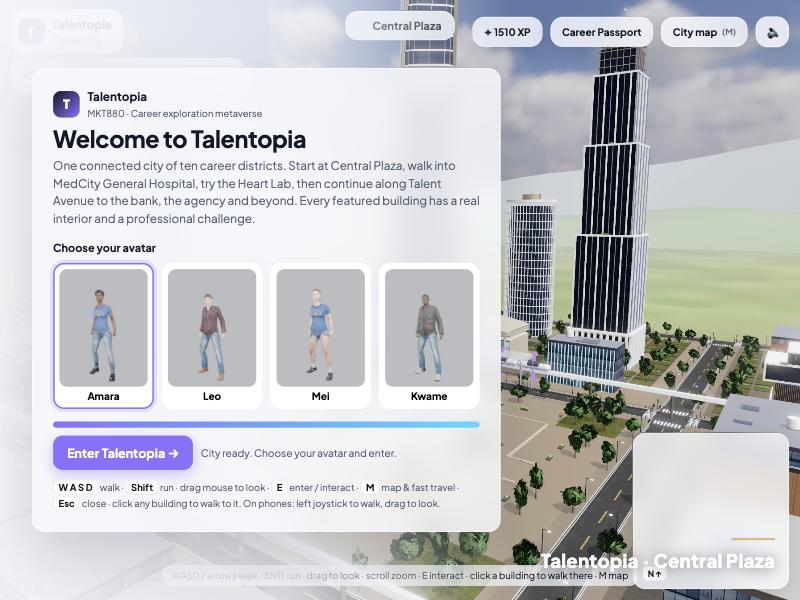 Talentopia
Career City
Central Plaza
✦ 1510 XP
Career Passport
City map (M)
T
Talentopia
MKT880 · Career exploration metaverse
Welcome to Talentopia
One connected city of ten career districts. Start at Central Plaza, walk into
MedCity General Hospital, try the Heart Lab, then continue along Talent
Avenue to the bank, the agency and beyond. Every featured building has a real
interior and a professional challenge.
Choose your avatar
Amara
Leo
Mei
Kwame
Enter Talentopia →
City ready. Choose your avatar and enter.
W A S D walk · Shift run · drag mouse to look · E enter / interact · M map & fast travel ·
Esc close · click any building to walk to it. On phones: left joystick to walk, drag to look.
Talentopia · Central Plaza
WASD / arrows walk · Shift run · drag to look · scroll zoom · E interact · click a building to walk there · M map
N↑